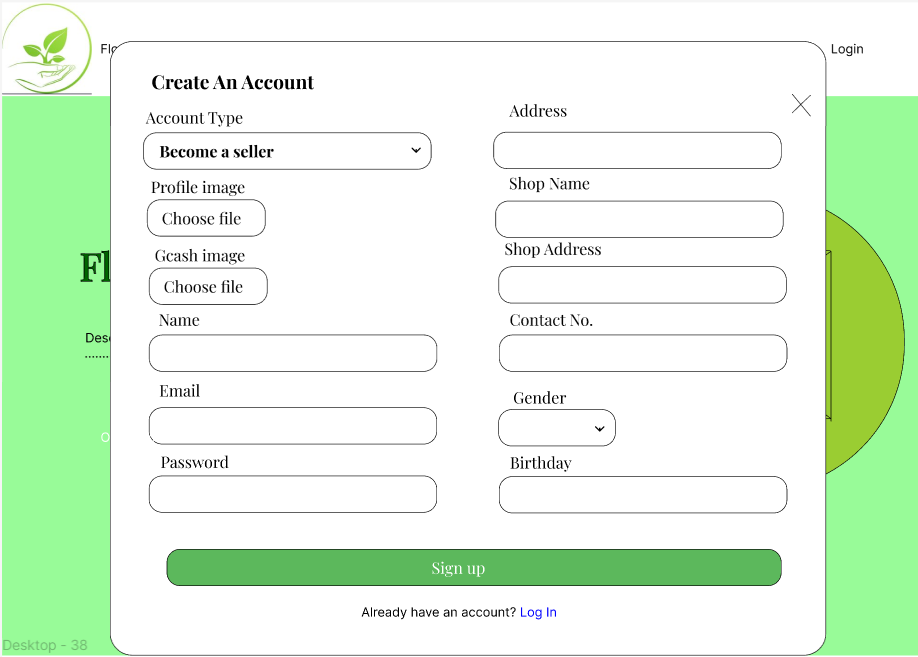 Login
Create An Account
Account Type
Become a seller
Profile image
Choose file
Gcash image
Choose file
Name
Email
Password
Address
Shop Name
Shop Address
Contact No.
Gender
Birthday
Sign up
Already have an account? Log In
Desktop - 38